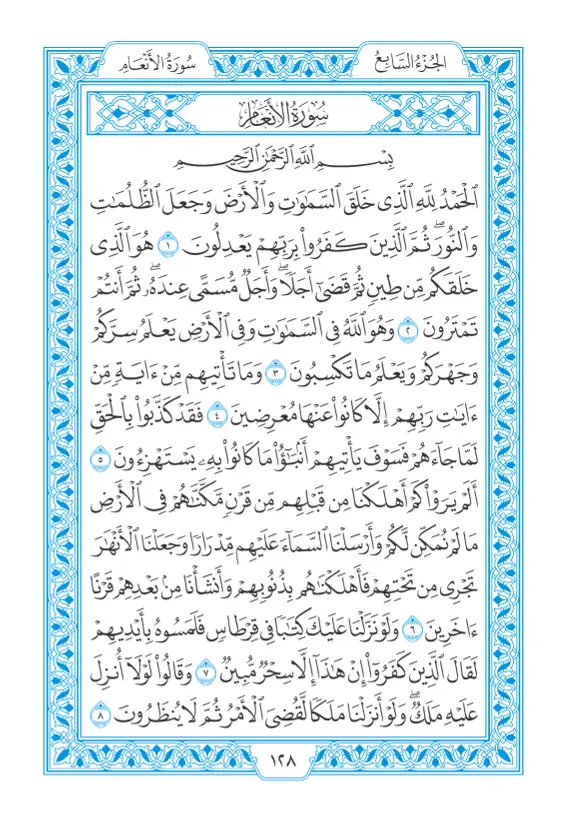 الجُزْءُ السَّابِعُ
سُورَةُ الأَنْعَامِ
سُورَةُ الأَنْعَامِ
بِسْمِ ٱللَّهِ ٱلرَّحْمَٰنِ ٱلرَّحِيمِ
ٱلْحَمْدُ لِلَّهِ ٱلَّذِى خَلَقَ ٱلسَّمَٰوَٰتِ وَٱلْأَرْضَ وَجَعَلَ ٱلظُّلُمَٰتِ
وَٱلنُّورَ ۖ ثُمَّ ٱلَّذِينَ كَفَرُوا۟ بِرَبِّهِمْ يَعْدِلُونَ ١ هُوَ ٱلَّذِى
خَلَقَكُم مِّن طِينٍ ثُمَّ قَضَىٰٓ أَجَلًا ۖ وَأَجَلٌ مُّسَمًّى عِندَهُۥ ۖ ثُمَّ أَنتُمْ
تَمْتَرُونَ ٢ وَهُوَ ٱللَّهُ فِى ٱلسَّمَٰوَٰتِ وَفِى ٱلْأَرْضِ يَعْلَمُ سِرَّكُمْ
وَجَهْرَكُمْ وَيَعْلَمُ مَا تَكْسِبُونَ ٣ وَمَا تَأْتِيهِم مِّنْ ءَايَةٍ مِّنْ
ءَايَٰتِ رَبِّهِمْ إِلَّا كَانُوا۟ عَنْهَا مُعْرِضِينَ ٤ فَقَدْ كَذَّبُوا۟ بِٱلْحَقِّ
لَمَّا جَآءَهُمْ فَسَوْفَ يَأْتِيهِمْ أَنۢبَٰٓؤُا۟ مَا كَانُوا۟ بِهِۦ يَسْتَهْزِءُونَ ٥
أَلَمْ يَرَوْا۟ كَمْ أَهْلَكْنَا مِن قَبْلِهِم مِّن قَرْنٍ مَّكَّنَّٰهُمْ فِى ٱلْأَرْضِ
مَا لَمْ نُمَكِّن لَّكُمْ وَأَرْسَلْنَا ٱلسَّمَآءَ عَلَيْهِم مِّدْرَارًا وَجَعَلْنَا ٱلْأَنْهَٰرَ
تَجْرِى مِن تَحْتِهِمْ فَأَهْلَكْنَٰهُم بِذُنُوبِهِمْ وَأَنشَأْنَا مِنۢ بَعْدِهِمْ قَرْنًا
ءَاخَرِينَ ٦ وَلَوْ نَزَّلْنَا عَلَيْكَ كِتَٰبًا فِى قِرْطَاسٍ فَلَمَسُوهُ بِأَيْدِيهِمْ
لَقَالَ ٱلَّذِينَ كَفَرُوٓا۟ إِنْ هَٰذَآ إِلَّا سِحْرٌ مُّبِينٌ ٧ وَقَالُوا۟ لَوْلَآ أُنزِلَ
عَلَيْهِ مَلَكٌ ۖ وَلَوْ أَنزَلْنَا مَلَكًا لَّقُضِىَ ٱلْأَمْرُ ثُمَّ لَا يُنظَرُونَ ٨
١٢٨